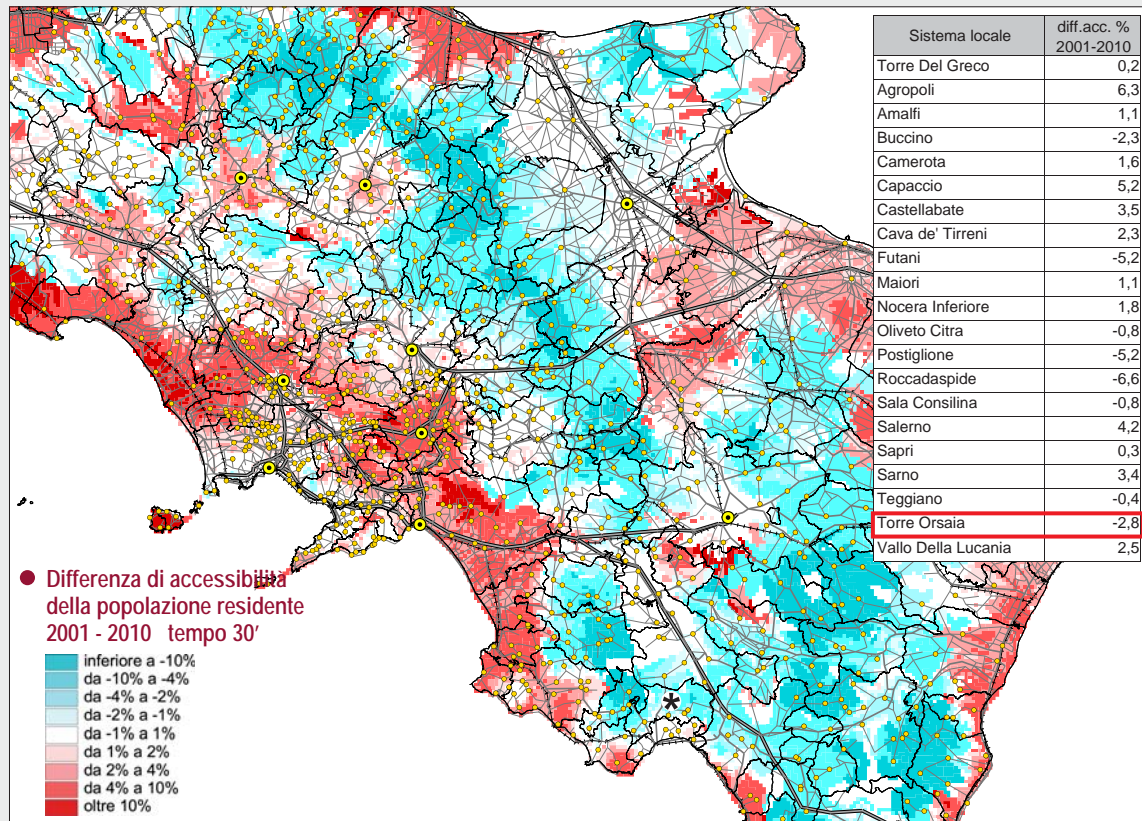 Sistema locale diff.acc. % 2001-2010
Torre Del Greco 0,2
Agropoli 6,3
Amalfi 1,1
Buccino -2,3
Camerota 1,6
Capaccio 5,2
Castellabate 3,5
Cava de' Tirreni 2,3
Futani -5,2
Maiori 1,1
Nocera Inferiore 1,8
Oliveto Citra -0,8
Postiglione -5,2
Roccadaspide -6,6
Sala Consilina -0,8
Salerno 4,2
Sapri 0,3
Sarno 3,4
Teggiano -0,4
Torre Orsaia -2,8
Vallo Della Lucania 2,5
● Differenza di accessibilità
della popolazione residente
2001 - 2010 tempo 30'
inferiore a -10%
da -10% a -4%
da -4% a -2%
da -2% a -1%
da -1% a 1%
da 1% a 2%
da 2% a 4%
da 4% a 10%
oltre 10%
*